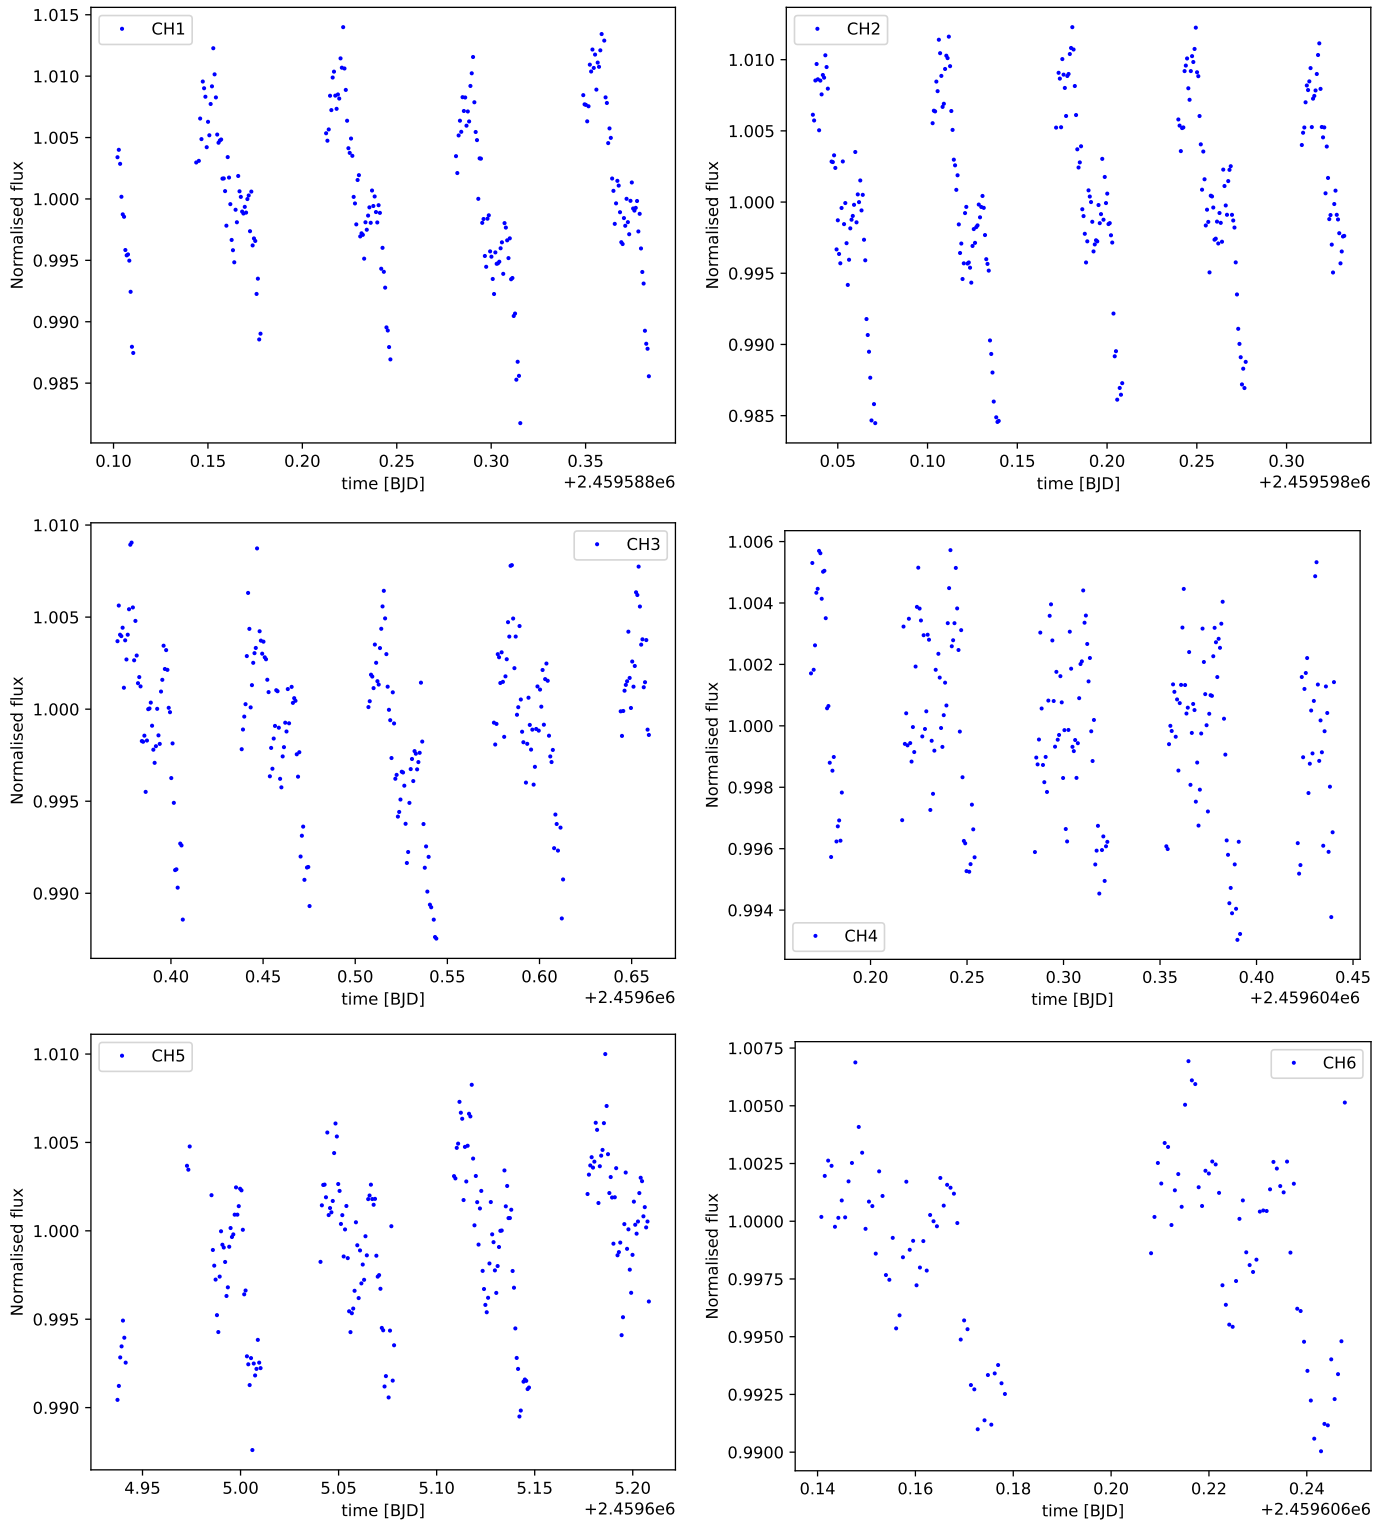 CH1
Normalised flux
1.015
1.010
1.005
1.000
0.995
0.990
0.985
0.10 0.15 0.20 0.25 0.30 0.35
time [BJD]
+2.459588e6
CH2
Normalised flux
1.010
1.005
1.000
0.995
0.990
0.985
0.05 0.10 0.15 0.20 0.25 0.30
time [BJD]
+2.459598e6
CH3
Normalised flux
1.010
1.005
1.000
0.995
0.990
0.40 0.45 0.50 0.55 0.60 0.65
time [BJD]
+2.4596e6
CH4
Normalised flux
1.006
1.004
1.002
1.000
0.998
0.996
0.994
0.20 0.25 0.30 0.35 0.40 0.45
time [BJD]
+2.459604e6
CH5
Normalised flux
1.010
1.005
1.000
0.995
0.990
4.95 5.00 5.05 5.10 5.15 5.20
time [BJD]
+2.4596e6
CH6
Normalised flux
1.0075
1.0050
1.0025
1.0000
0.9975
0.9950
0.9925
0.9900
0.14 0.16 0.18 0.20 0.22 0.24
time [BJD]
+2.459606e6